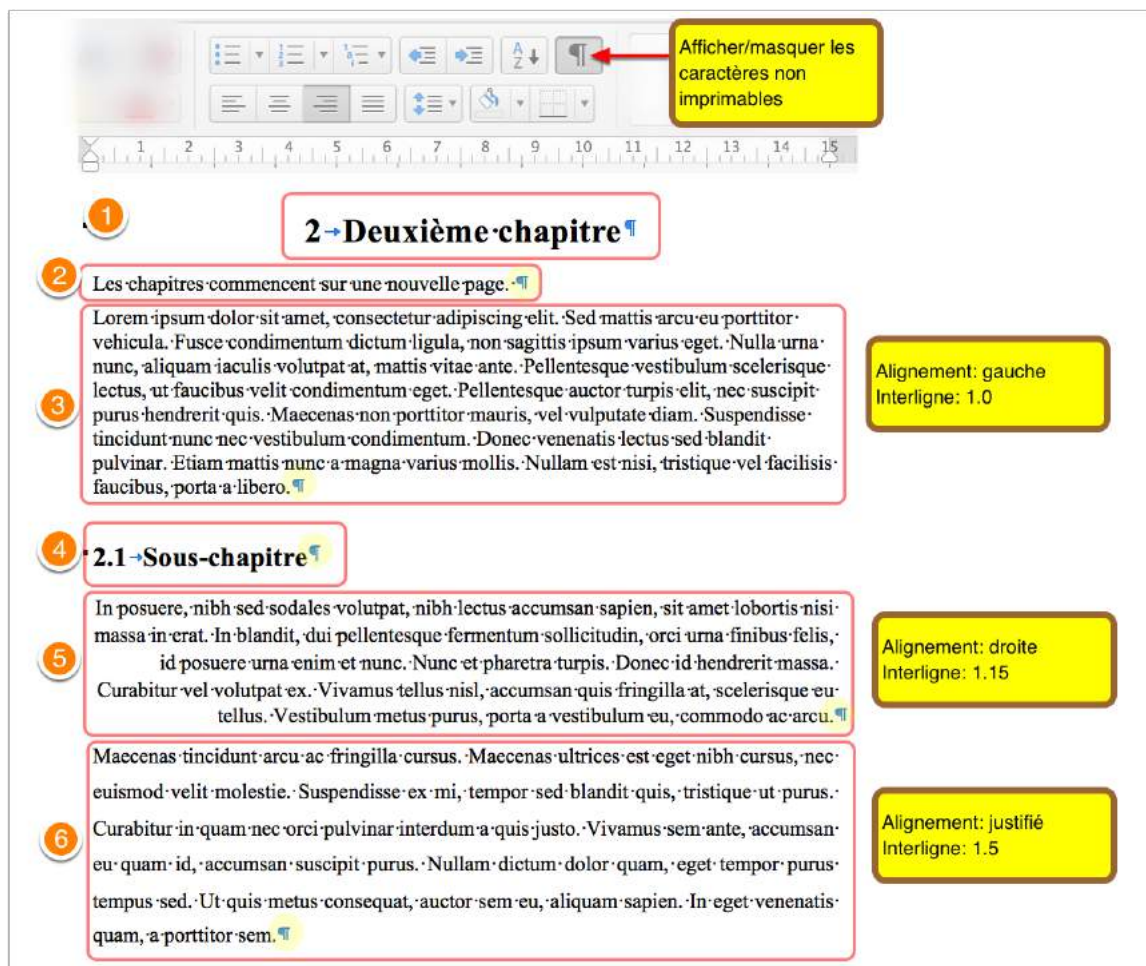 Afficher/masquer les
caractères non
imprimables
1 2 3 4 5 6 7 8 9 10 11 12 13 14 15
1
2→Deuxième·chapitre¶
2
Les·chapitres·commencent·sur·une·nouvelle·page.·¶
3
Lorem·ipsum·dolor·sit·amet,·consectetur·adipiscing·elit.·Sed·mattis·arcu·eu·porttitor·
vehicula.·Fusce·condimentum·dictum·ligula,·non·sagittis·ipsum·varius·eget.·Nulla·urna·
nunc,·aliquam·iaculis·volutpat·at,·mattis·vitae·ante.·Pellentesque·vestibulum·scelerisque·
lectus,·ut·faucibus·velit·condimentum·eget.·Pellentesque·auctor·turpis·elit,·nec·suscipit·
purus·hendrerit·quis.·Maecenas·non·porttitor·mauris,·vel·vulputate·diam.·Suspendisse·
tincidunt·nunc·nec·vestibulum·condimentum.·Donec·venenatis·lectus·sed·blandit·
pulvinar.·Etiam·mattis·nunc·a·magna·varius·mollis.·Nullam·est·nisi,·tristique·vel·facilisis·
faucibus,·porta·a·libero.¶
Alignement: gauche
Interligne: 1.0
4
2.1→Sous-chapitre¶
5
In·posuere,·nibh·sed·sodales·volutpat,·nibh·lectus·accumsan·sapien,·sit·amet·lobortis·nisi·
massa·in·erat.·In·blandit,·dui·pellentesque·fermentum·sollicitudin,·orci·urna·finibus·felis,·
id·posuere·urna·enim·et·nunc.·Nunc·et·pharetra·turpis.·Donec·id·hendrerit·massa.·
Curabitur·vel·volutpat·ex.·Vivamus·tellus·nisl,·accumsan·quis·fringilla·at,·scelerisque·eu·
tellus.·Vestibulum·metus·purus,·porta·a·vestibulum·eu,·commodo·ac·arcu.¶
Alignement: droite
Interligne: 1.15
6
Maecenas·tincidunt·arcu·ac·fringilla·cursus.·Maecenas·ultrices·est·eget·nibh·cursus,·nec·
euismod·velit·molestie.·Suspendisse·ex·mi,·tempor·sed·blandit·quis,·tristique·ut·purus.·
Curabitur·in·quam·nec·orci·pulvinar·interdum·a·quis·justo.·Vivamus·sem·ante,·accumsan·
eu·quam·id,·accumsan·suscipit·purus.·Nullam·dictum·dolor·quam,·eget·tempor·purus·
tempus·sed.·Ut·quis·metus·consequat,·auctor·sem·eu,·aliquam·sapien.·In·eget·venenatis·
quam,·a·porttitor·sem.¶
Alignement: justifié
Interligne: 1.5